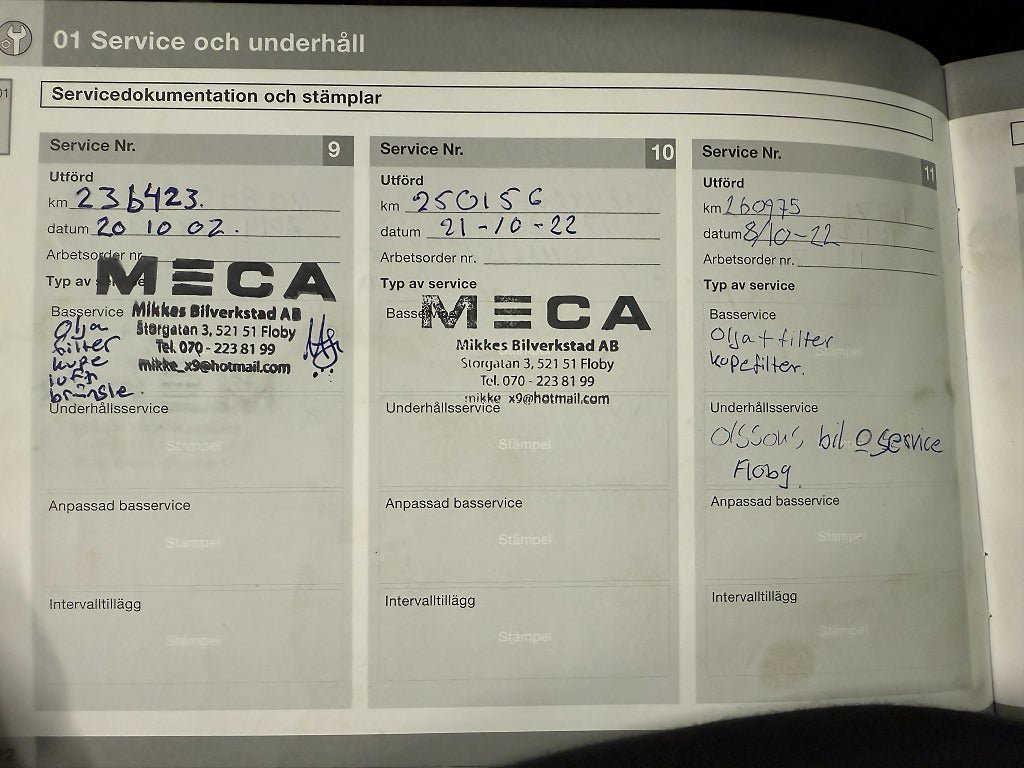 01 Service och underhåll
01
Servicedokumentation och stämplar
Service Nr. 9
Utförd
km 236423.
datum 20 10 02.
Arbetsorder nr.
Typ av se
MECA
Basservice
Mikkes Bilverkstad AB
Storgatan 3, 521 51 Floby
Tel. 070 - 223 81 99
mikke_x9@hotmail.com
Olja
filter
kupe
luft
bränsle.
Underhållsservice
Stämpel
Anpassad basservice
Stämpel
Intervalltillägg
Stämpel
Service Nr. 10
Utförd
km 250156
datum 21-10-22
Arbetsorder nr.
Typ av service
MECA
Basservice
Mikkes Bilverkstad AB
Storgatan 3, 521 51 Floby
Tel. 070 - 223 81 99
mikke_x9@hotmail.com
Underhållsservice
Stämpel
Anpassad basservice
Stämpel
Intervalltillägg
Stämpel
Service Nr. 11
Utförd
km 260975
datum 8/10-22
Arbetsorder nr.
Typ av service
Basservice
Olja + filter
Stämpel
kupefilter.
Underhållsservice
Olssons, bil o service
Floby
Anpassad basservice
Stämpel
Intervalltillägg
Stämpel